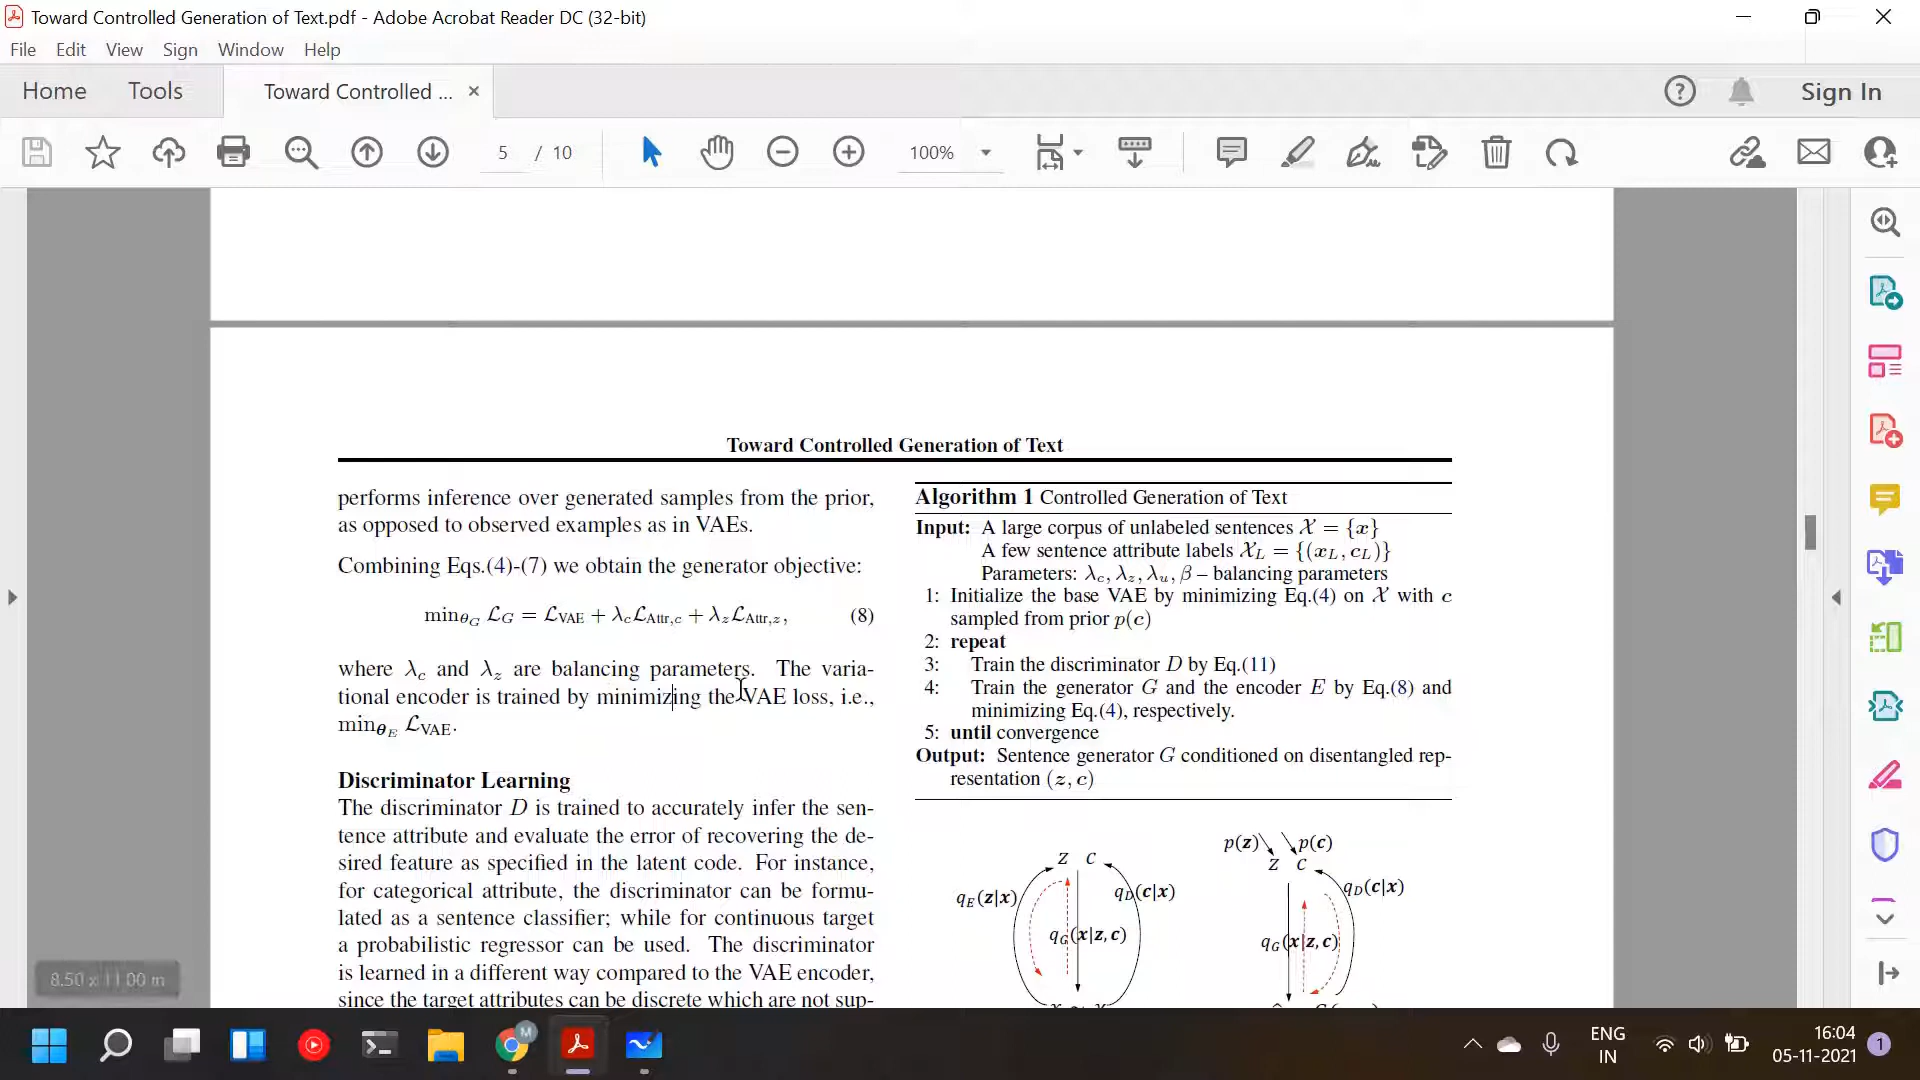 Toward Controlled Generation of Text.pdf - Adobe Acrobat Reader DC (32-bit)
File Edit View Sign Window Help
Home Tools Toward Controlled ... × Sign In
5 / 10 100%
Toward Controlled Generation of Text
performs inference over generated samples from the prior,
as opposed to observed examples as in VAEs.
Combining Eqs.(4)-(7) we obtain the generator objective:
min_θ_G ℒ_G = ℒ_VAE + λ_c ℒ_Attr,c + λ_z ℒ_Attr,z, (8)
where λ_c and λ_z are balancing parameters. The varia-
tional encoder is trained by minimizing the VAE loss, i.e.,
min_θ_E ℒ_VAE.
Discriminator Learning
The discriminator D is trained to accurately infer the sen-
tence attribute and evaluate the error of recovering the de-
sired feature as specified in the latent code. For instance,
for categorical attribute, the discriminator can be formu-
lated as a sentence classifier; while for continuous target
a probabilistic regressor can be used. The discriminator
is learned in a different way compared to the VAE encoder,
since the target attributes can be discrete which are not sup-
Algorithm 1 Controlled Generation of Text
Input: A large corpus of unlabeled sentences 𝒳 = {x}
A few sentence attribute labels 𝒳_L = {(x_L, c_L)}
Parameters: λ_c, λ_z, λ_u, β – balancing parameters
1: Initialize the base VAE by minimizing Eq.(4) on 𝒳 with c
sampled from prior p(c)
2: repeat
3: Train the discriminator D by Eq.(11)
4: Train the generator G and the encoder E by Eq.(8) and
minimizing Eq.(4), respectively.
5: until convergence
Output: Sentence generator G conditioned on disentangled rep-
resentation (z, c)
Z C
q_E(z|x) q_D(c|x)
q_G(x|z,c)
p(z) p(c)
Z C
q_D(c|x)
q_G(x|z,c)
8.50 x 11.00 in
M
ENG
IN
16:04
05-11-2021
1